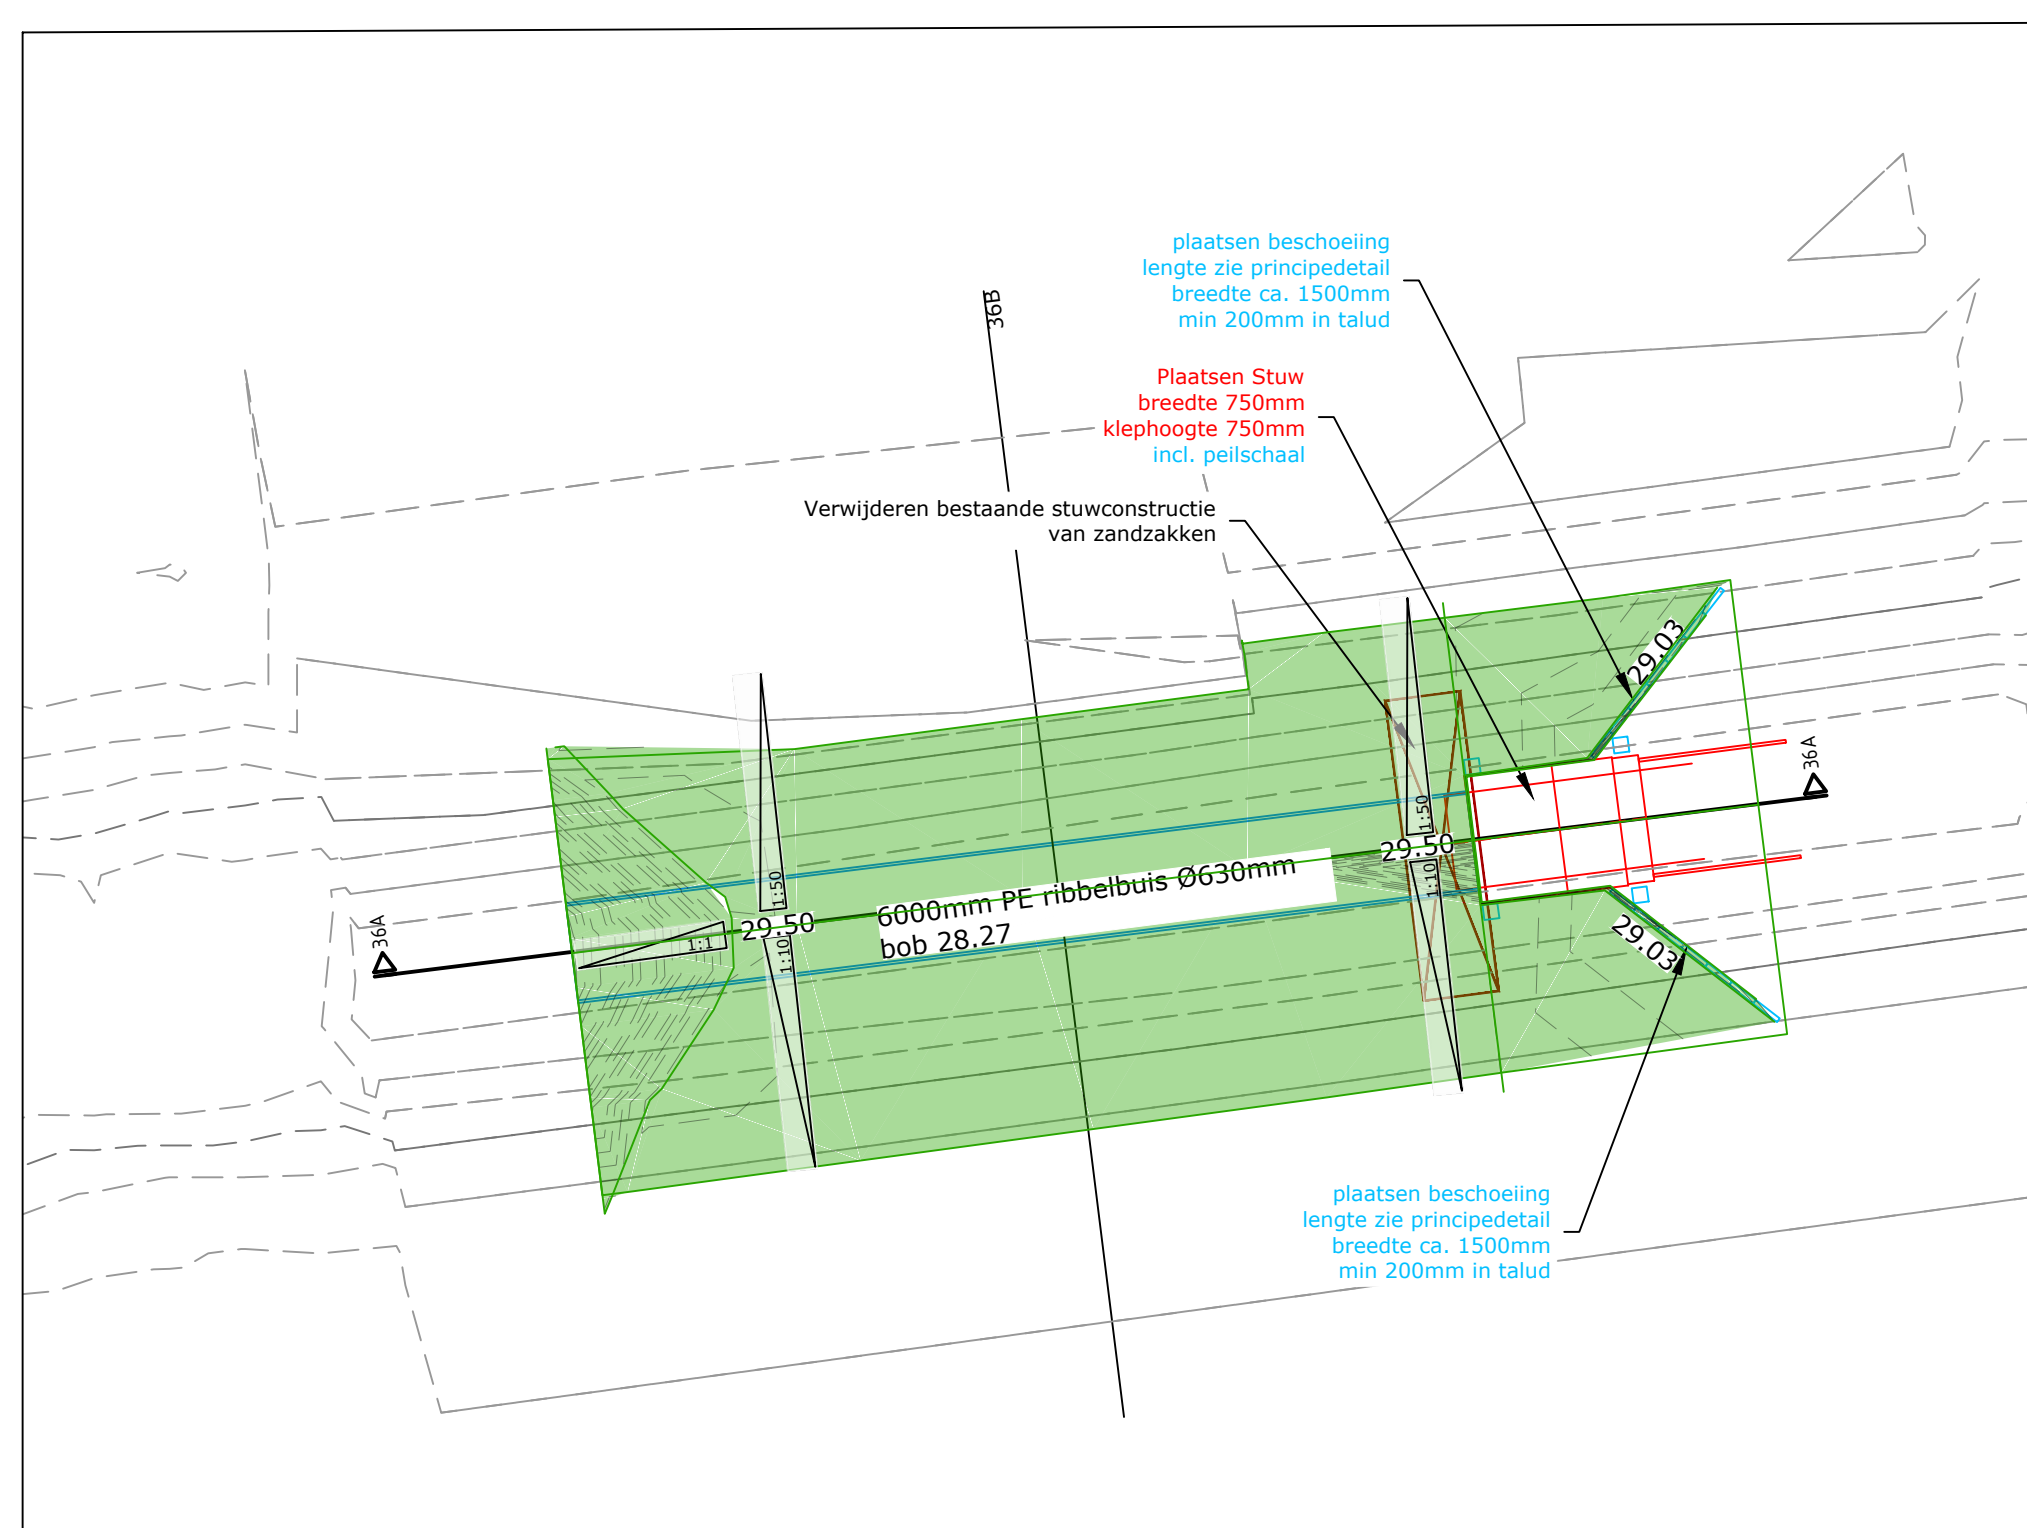 plaatsen beschoeiing
lengte zie principedetail
breedte ca. 1500mm
min 200mm in talud
36B
Plaatsen Stuw
breedte 750mm
klephoogte 750mm
incl. peilschaal
Verwijderen bestaande stuwconstructie
van zandzakken
29.03
36A
1:50
29.50
1:10
6000mm PE ribbelbuis Ø630mm
bob 28.27
1:50
29.50
1:10
1:1
36A
29.03
plaatsen beschoeiing
lengte zie principedetail
breedte ca. 1500mm
min 200mm in talud